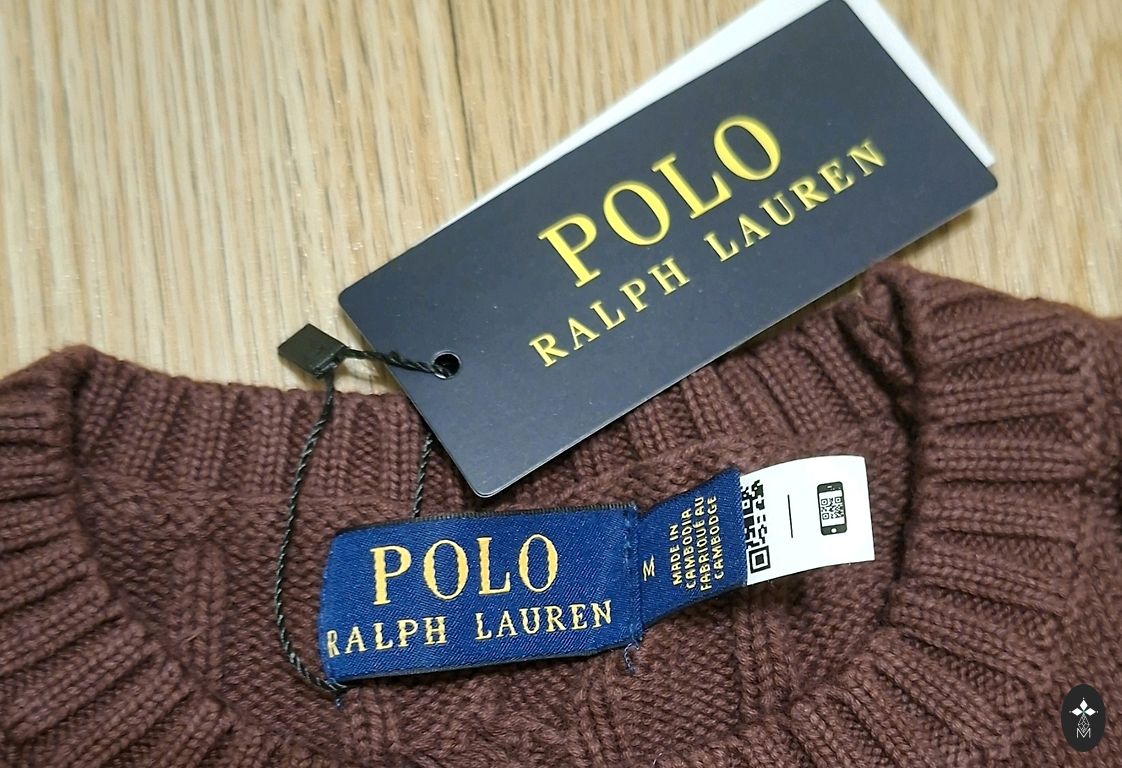 POLO
RALPH LAUREN
POLO
RALPH LAUREN
M
MADE IN
CAMBODIA
FABRIQUÉ AU
CAMBODGE
M